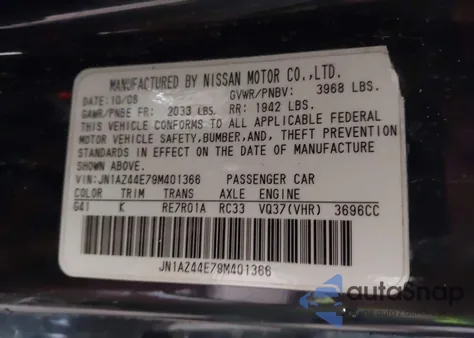 MANUFACTURED BY NISSAN MOTOR CO.,LTD.
DATE:10/08 GVWR/PNBV: 3968 LBS.
GAWR/PNBE FR: 2033 LBS. RR: 1942 LBS.
THIS VEHICLE CONFORMS TO ALL APPLICABLE FEDERAL
MOTOR VEHICLE SAFETY,BUMBER,AND, THEFT PREVENTION
STANDARDS IN EFFECT ON THE DATE OF MANUFACTURE
SHOWN ABOVE.
VIN:JN1AZ44E79M401366 PASSENGER CAR
COLOR TRIM TRANS AXLE ENGINE
G41 K RE7R01A RC33 VQ37(VHR) 3696CC
JN1AZ44E79M401366
autoSnap